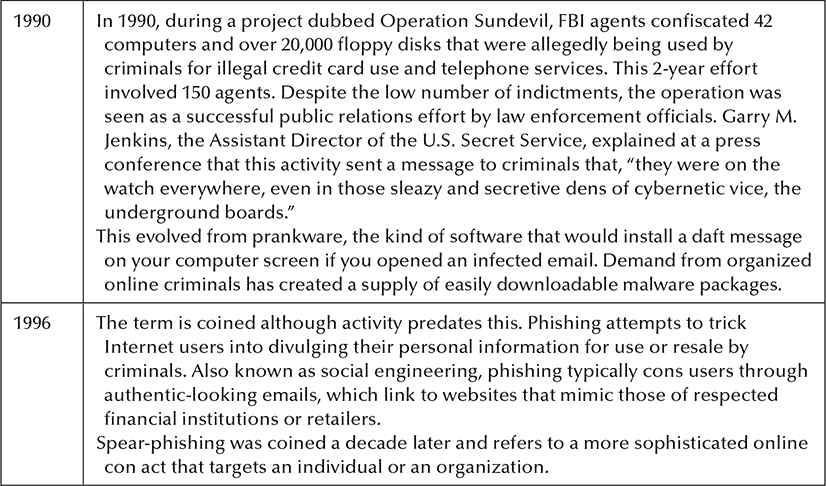 1990
In 1990, during a project dubbed Operation Sundevil, FBI agents confiscated 42
computers and over 20,000 floppy disks that were allegedly being used by
criminals for illegal credit card use and telephone services. This 2-year effort
involved 150 agents. Despite the low number of indictments, the operation was
seen as a successful public relations effort by law enforcement officials. Garry M.
Jenkins, the Assistant Director of the U.S. Secret Service, explained at a press
conference that this activity sent a message to criminals that, “they were on the
watch everywhere, even in those sleazy and secretive dens of cybernetic vice, the
underground boards.”
This evolved from prankware, the kind of software that would install a daft message
on your computer screen if you opened an infected email. Demand from organized
online criminals has created a supply of easily downloadable malware packages.
1996
The term is coined although activity predates this. Phishing attempts to trick
Internet users into divulging their personal information for use or resale by
criminals. Also known as social engineering, phishing typically cons users through
authentic-looking emails, which link to websites that mimic those of respected
financial institutions or retailers.
Spear-phishing was coined a decade later and refers to a more sophisticated online
con act that targets an individual or an organization.